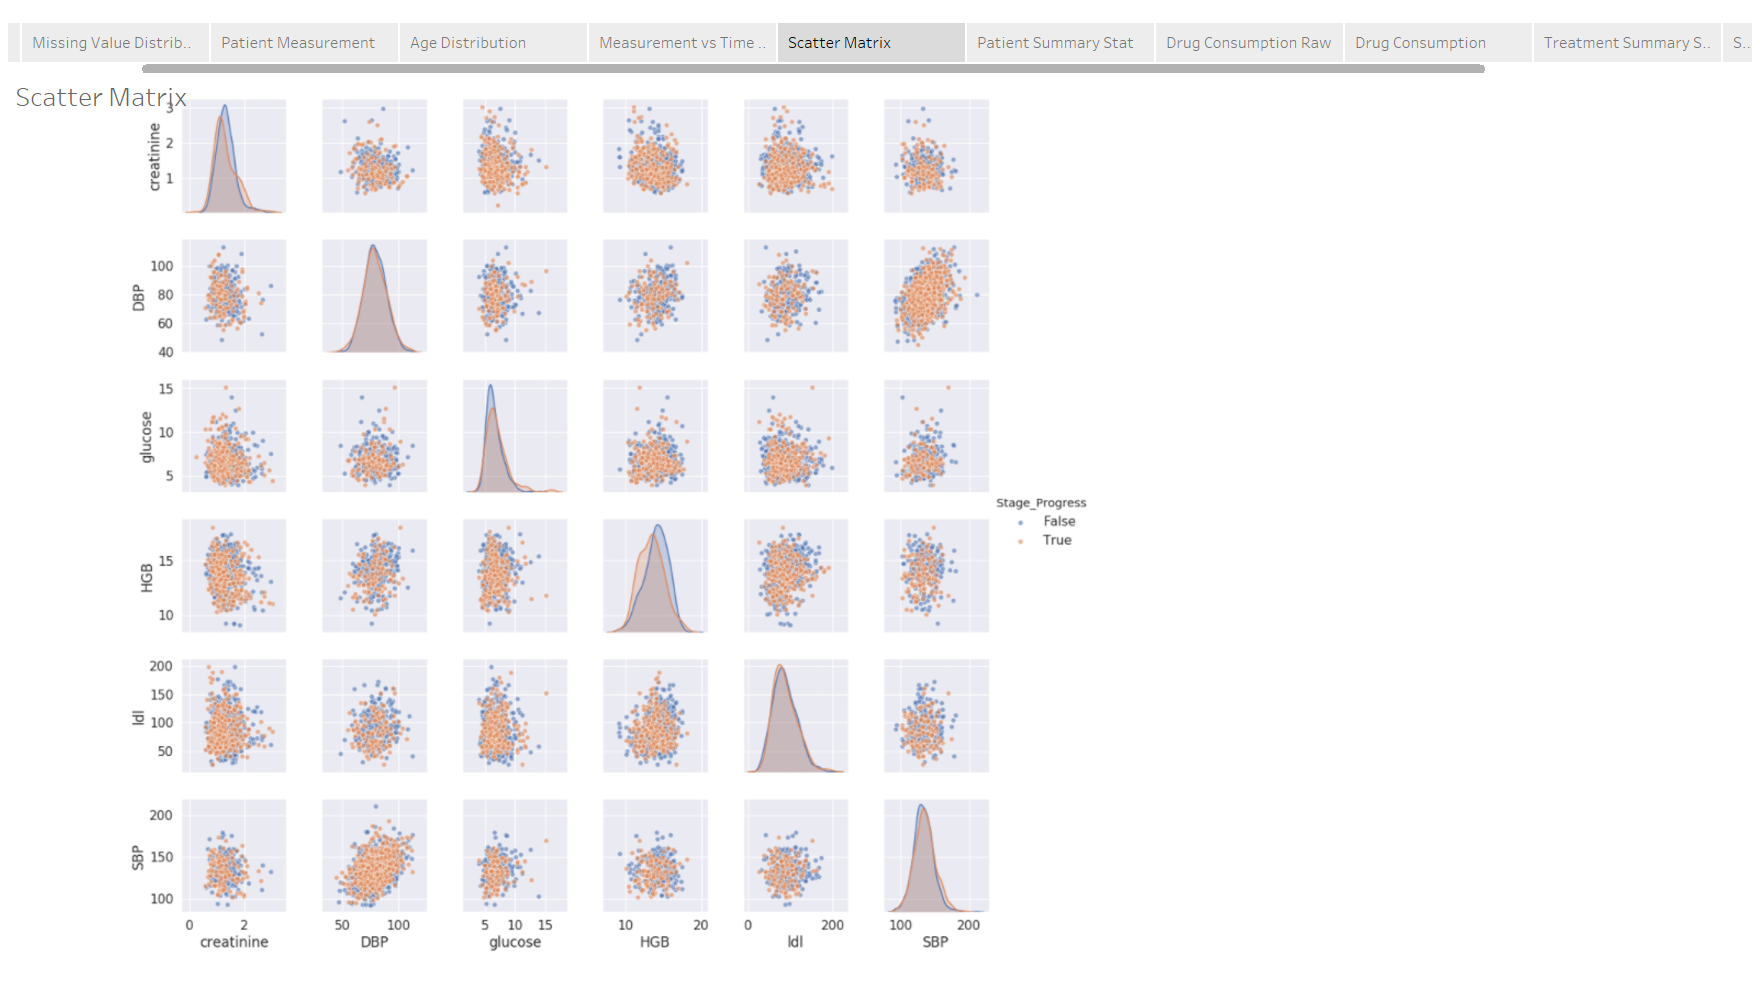 Missing Value Distrib..
Patient Measurement
Age Distribution
Measurement vs Time ..
Scatter Matrix
Patient Summary Stat
Drug Consumption Raw
Drug Consumption
Treatment Summary S..
S..
Scatter Matrix
3
2
1
creatinine
100
80
60
40
DBP
15
10
5
glucose
15
10
HGB
200
150
100
50
ldl
200
150
100
SBP
0 2
creatinine
50 100
DBP
5 10 15
glucose
10 20
HGB
0 200
ldl
100 200
SBP
Stage_Progress
False
True